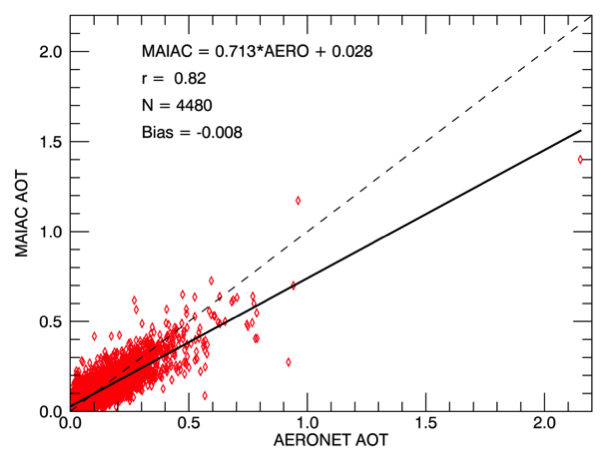 MAIAC = 0.713*AERO + 0.028
r = 0.82
N = 4480
Bias = -0.008
2.0
1.5
1.0
0.5
0.0
MAIAC AOT
0.0 0.5 1.0 1.5 2.0
AERONET AOT